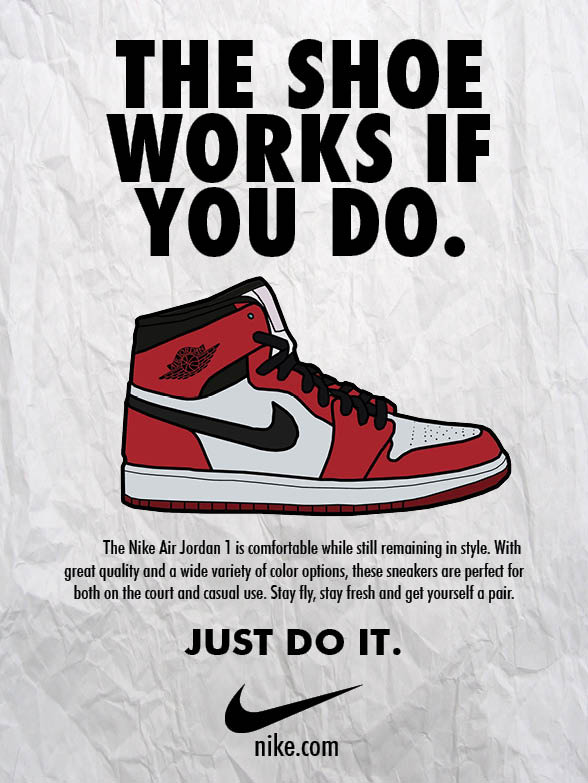 THE SHOE
WORKS IF
YOU DO.
The Nike Air Jordan 1 is comfortable while still remaining in style. With
great quality and a wide variety of color options, these sneakers are perfect for
both on the court and casual use. Stay fly, stay fresh and get yourself a pair.
JUST DO IT.
nike.com